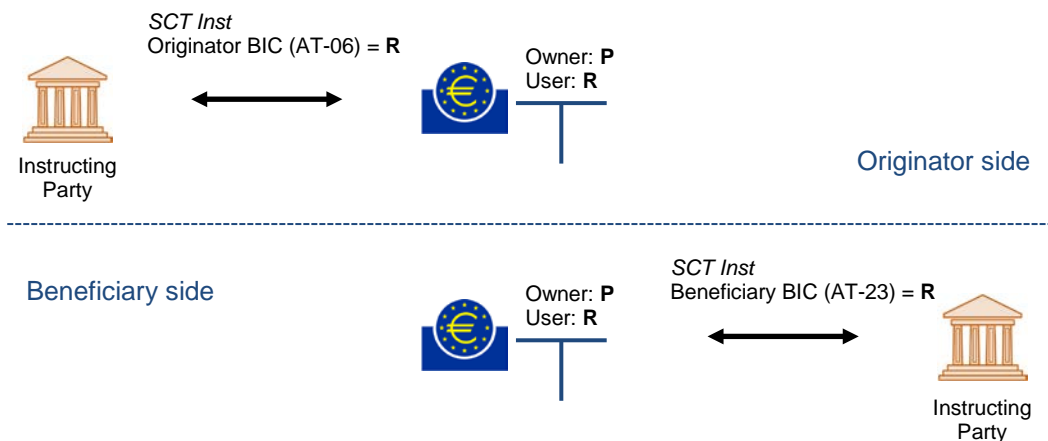 SCT Inst
Originator BIC (AT-06) = R
Owner: P
User: R
Instructing
Party
Originator side
Beneficiary side
Owner: P
User: R
SCT Inst
Beneficiary BIC (AT-23) = R
Instructing
Party